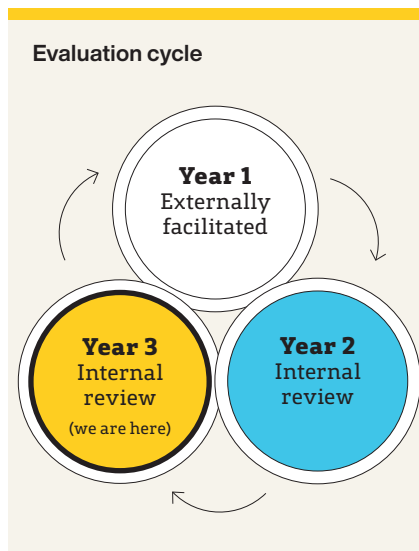 Evaluation cycle
Year 1
Externally
facilitated
Year 3
Internal
review
(we are here)
Year 2
Internal
review